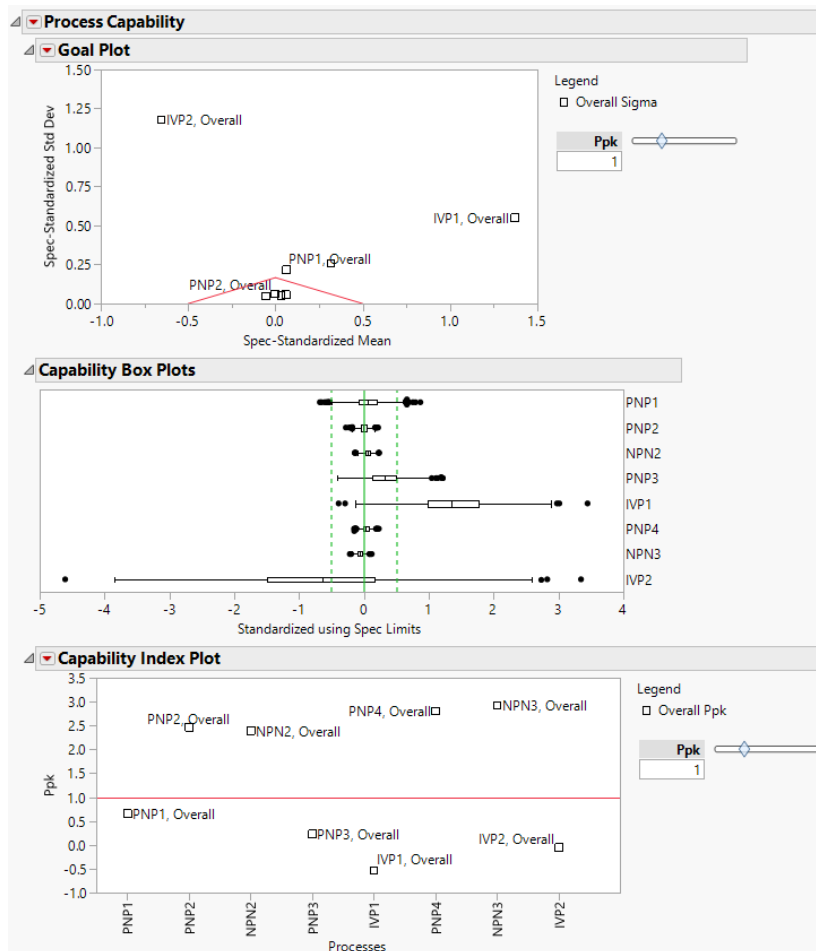 Process Capability
Goal Plot
Spec-Standardized Std Dev
1.50
1.25
1.00
0.75
0.50
0.25
0.00
IVP2, Overall
IVP1, Overall
PNP1, Overall
PNP2, Overall
-1.0 -0.5 0.0 0.5 1.0 1.5
Spec-Standardized Mean
Legend
Overall Sigma
Ppk
1
Capability Box Plots
PNP1
PNP2
NPN2
PNP3
IVP1
PNP4
NPN3
IVP2
-5 -4 -3 -2 -1 0 1 2 3 4
Standardized using Spec Limits
Capability Index Plot
Ppk
3.5
3.0
2.5
2.0
1.5
1.0
0.5
0.0
-0.5
-1.0
PNP2, Overall
NPN2, Overall
PNP4, Overall
NPN3, Overall
PNP1, Overall
PNP3, Overall
IVP1, Overall
IVP2, Overall
PNP1 PNP2 NPN2 PNP3 IVP1 PNP4 NPN3 IVP2
Processes
Legend
Overall Ppk
Ppk
1